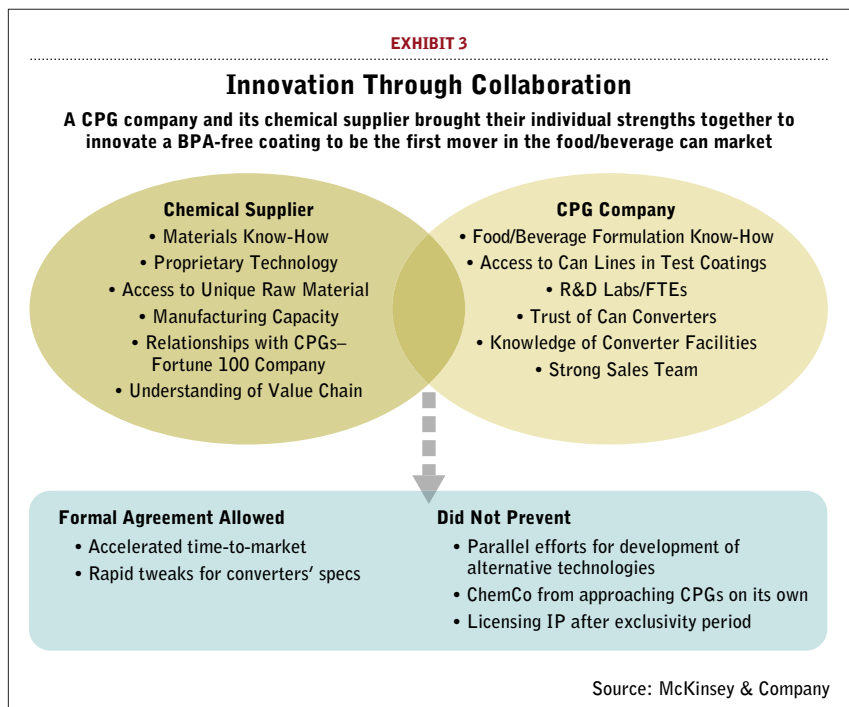 EXHIBIT 3
Innovation Through Collaboration
A CPG company and its chemical supplier brought their individual strengths together to
innovate a BPA-free coating to be the first mover in the food/beverage can market
Chemical Supplier
• Materials Know-How
• Proprietary Technology
• Access to Unique Raw Material
• Manufacturing Capacity
• Relationships with CPGs–
Fortune 100 Company
• Understanding of Value Chain
CPG Company
• Food/Beverage Formulation Know-How
• Access to Can Lines in Test Coatings
• R&D Labs/FTEs
• Trust of Can Converters
• Knowledge of Converter Facilities
• Strong Sales Team
Formal Agreement Allowed
• Accelerated time-to-market
• Rapid tweaks for converters’ specs
Did Not Prevent
• Parallel efforts for development of
alternative technologies
• ChemCo from approaching CPGs on its own
• Licensing IP after exclusivity period
Source: McKinsey & Company